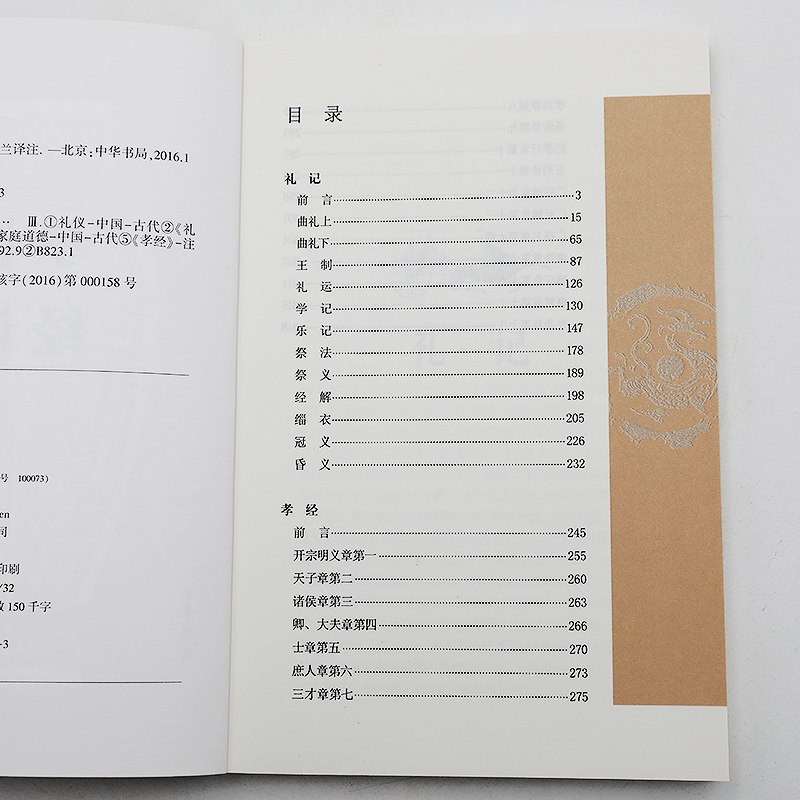 兰译注. —北京:中华书局,2016.1
3
… Ⅲ.①礼仪-中国-古代②《礼
家庭道德-中国-古代⑤《孝经》-注
92.9②B823.1
核字(2016)第 000158 号
号 100073)
en
司
印刷
/32
数 150 千字
-3
目 录
礼 记
前 言 3
曲礼上 15
曲礼下 65
王 制 87
礼 运 126
学 记 130
乐 记 147
祭 法 178
祭 义 189
经 解 198
缁 衣 205
冠 义 226
昏 义 232
孝 经
前 言 245
开宗明义章第一 255
天子章第二 260
诸侯章第三 263
卿、大夫章第四 266
士章第五 270
庶人章第六 273
三才章第七 275